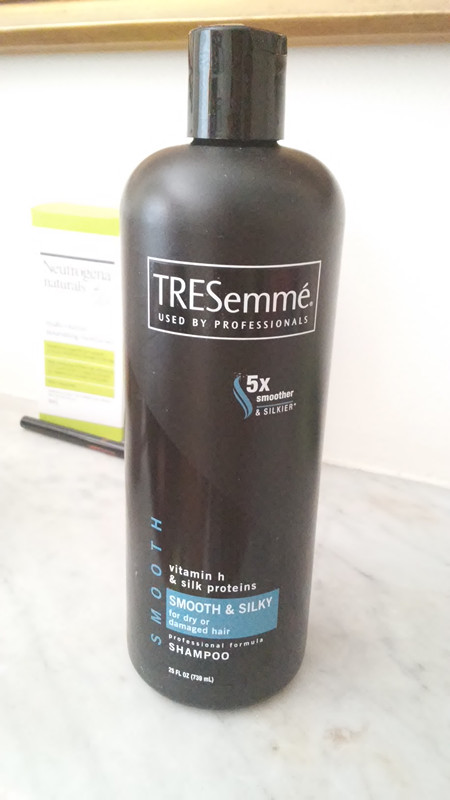 Neutrogena
naturals
TRESemmé®
USED BY PROFESSIONALS
5x
smoother
& SILKIER*
SMOOTH
vitamin h
& silk proteins
SMOOTH & SILKY
for dry or
damaged hair
professional formula
SHAMPOO
25 FL OZ (739 mL)